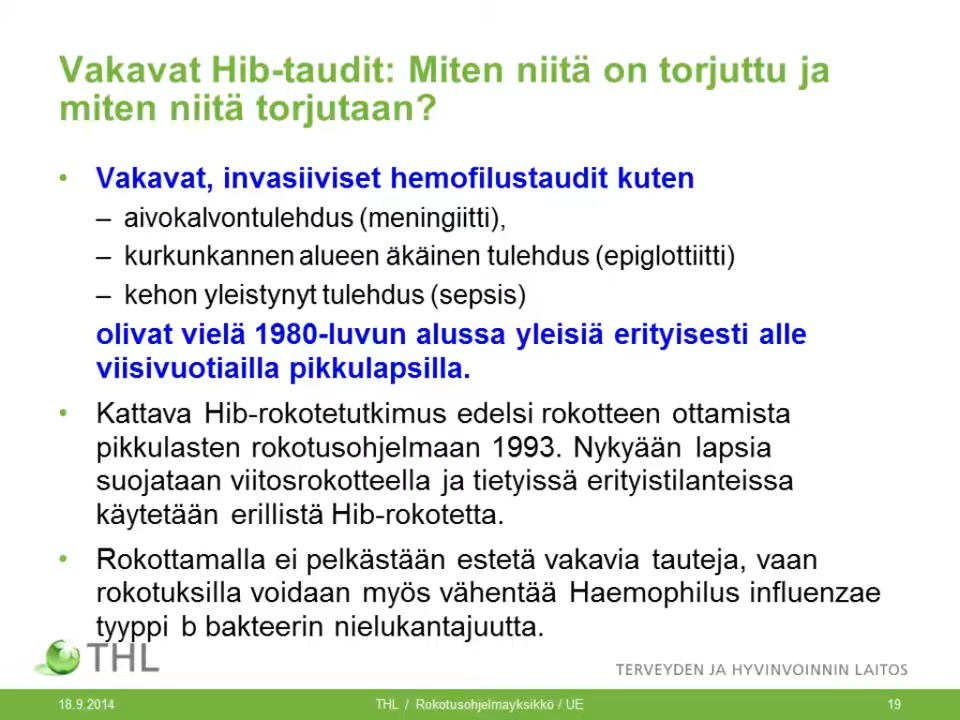 Vakavat Hib-taudit: Miten niitä on torjuttu ja
miten niitä torjutaan?
• Vakavat, invasiiviset hemofilustaudit kuten
– aivokalvontulehdus (meningiitti),
– kurkunkannen alueen äkäinen tulehdus (epiglottiitti)
– kehon yleistynyt tulehdus (sepsis)
olivat vielä 1980-luvun alussa yleisiä erityisesti alle
viisivuotiailla pikkulapsilla.
• Kattava Hib-rokotetutkimus edelsi rokotteen ottamista
pikkulasten rokotusohjelmaan 1993. Nykyään lapsia
suojataan viitosrokotteella ja tietyissä erityistilanteissa
käytetään erillistä Hib-rokotetta.
• Rokottamalla ei pelkästään estetä vakavia tauteja, vaan
rokotuksilla voidaan myös vähentää Haemophilus influenzae
tyyppi b bakteerin nielukantajuutta.
THL
TERVEYDEN JA HYVINVOINNIN LAITOS
18.9.2014
THL / Rokotusohjelmayksikkö / UE
19